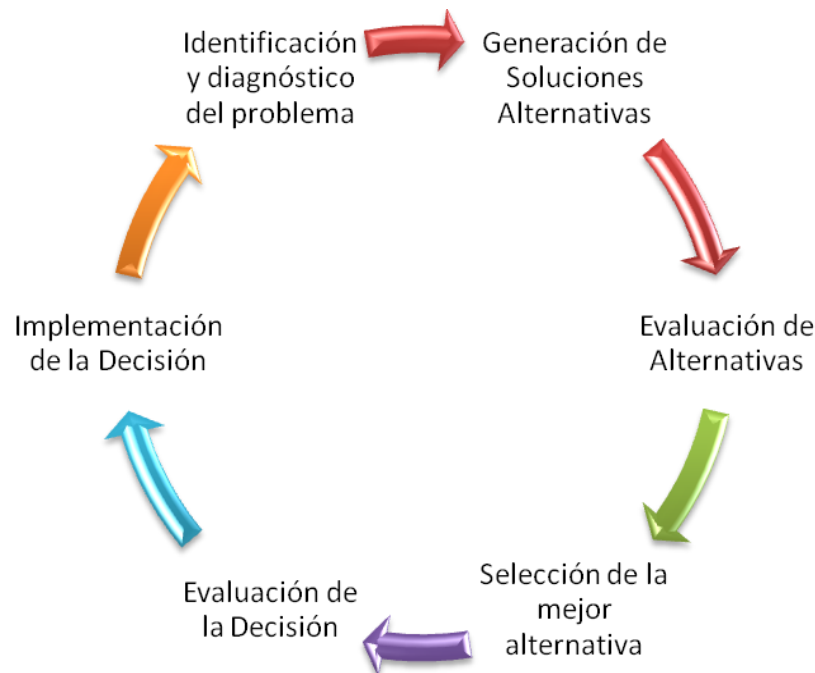 Identificación
y diagnóstico
del problema
Generación de
Soluciones
Alternativas
Evaluación de
Alternativas
Selección de la
mejor
alternativa
Evaluación de
la Decisión
Implementación
de la Decisión